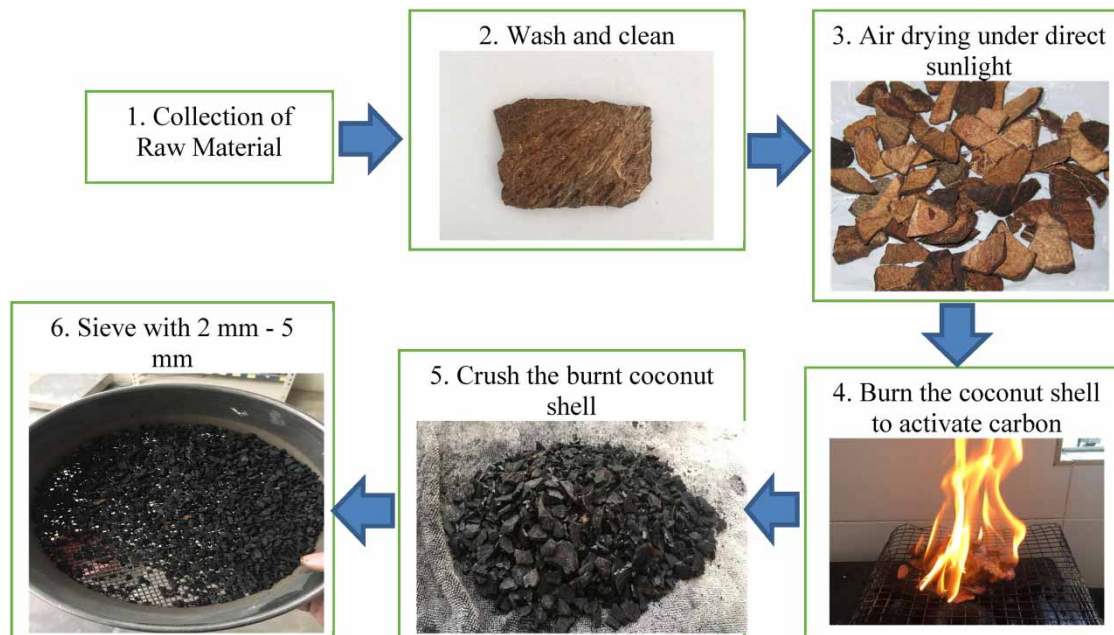 1. Collection of
Raw Material
2. Wash and clean
3. Air drying under direct
sunlight
4. Burn the coconut shell
to activate carbon
5. Crush the burnt coconut
shell
6. Sieve with 2 mm - 5
mm